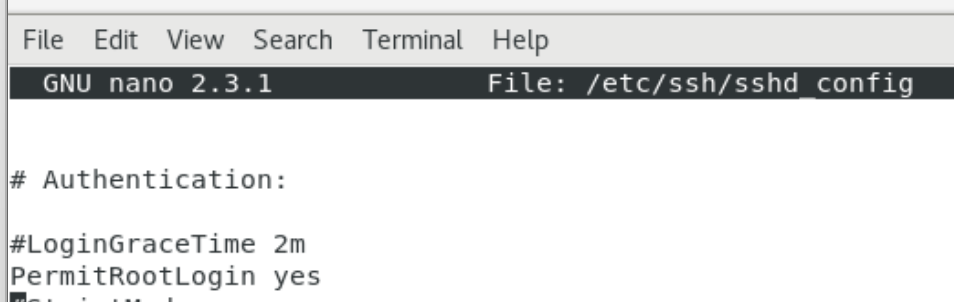 File Edit View Search Terminal Help
GNU nano 2.3.1 File: /etc/ssh/sshd_config
# Authentication:
#LoginGraceTime 2m
PermitRootLogin yes